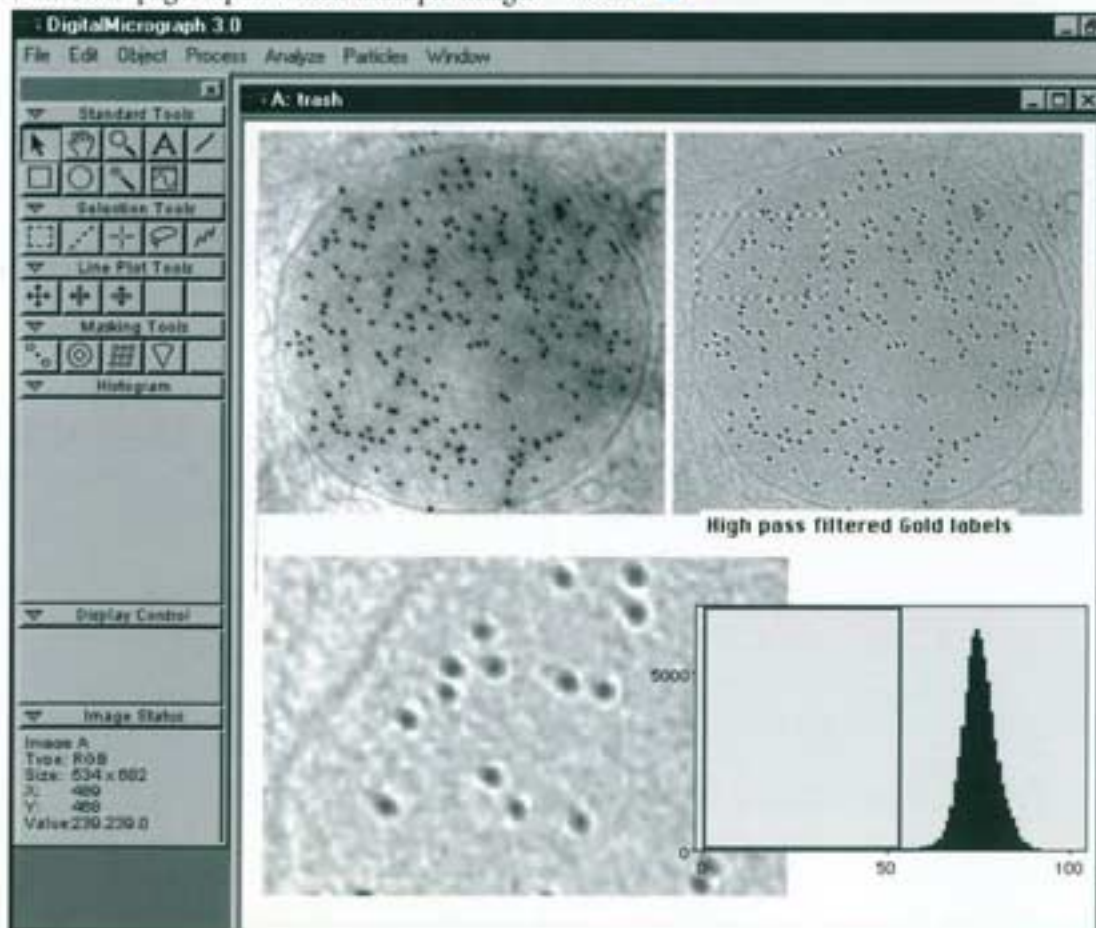 DigitalMicrograph 3.0
File Edit Object Process Analyze Particles Window
A: trash
Standard Tools
A
Selection Tools
Line Plot Tools
Masking Tools
Histogram
High pass filtered Gold labels
Display Control
Image Status
Image A
Type: RGB
Size: 534 x 682
X: 489
Y: 468
Value:239.239.0
5000
0
0 50 100